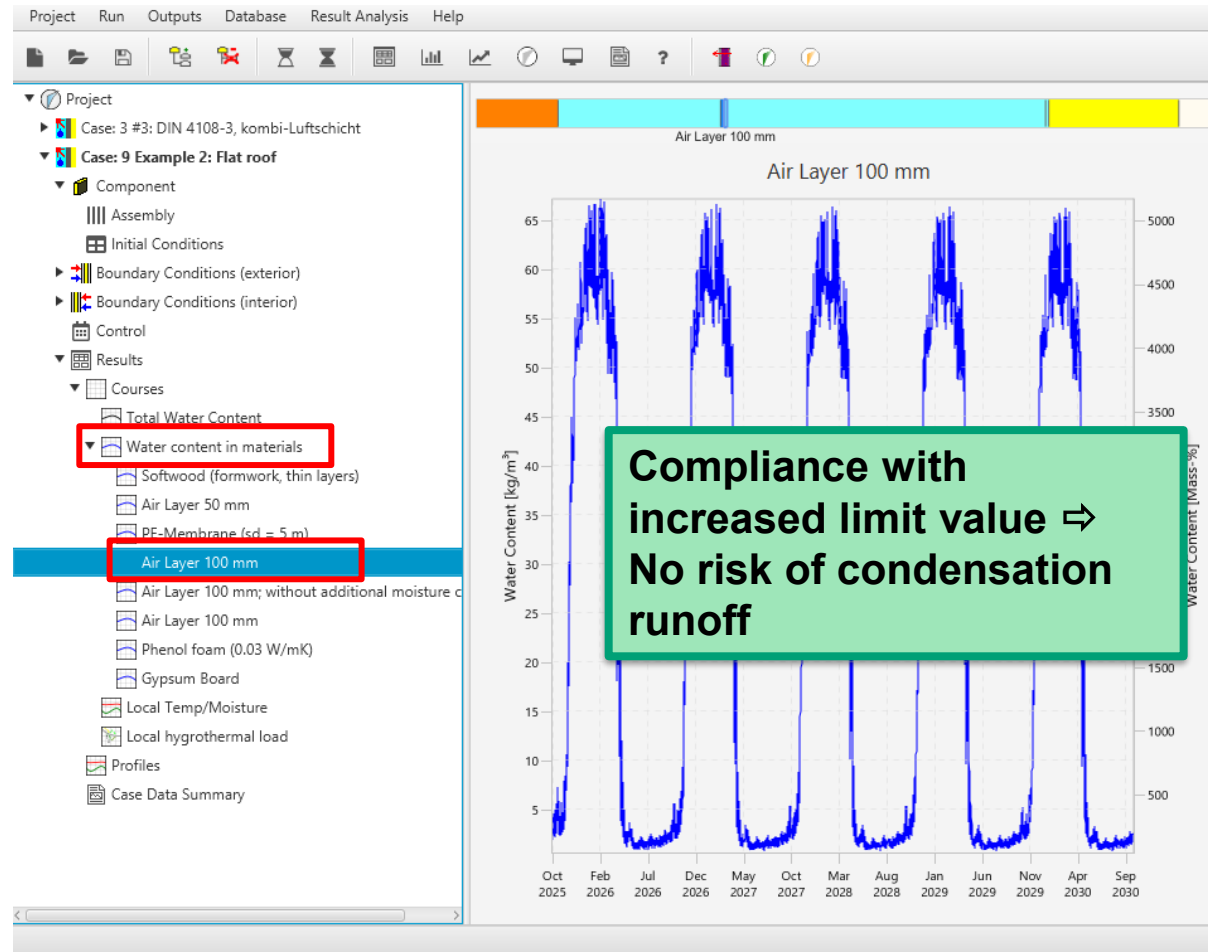 Project Run Outputs Database Result Analysis Help
?
Project
Case: 3 #3: DIN 4108-3, kombi-Luftschicht
Case: 9 Example 2: Flat roof
Component
Assembly
Initial Conditions
Boundary Conditions (exterior)
Boundary Conditions (interior)
Control
Results
Courses
Total Water Content
Water content in materials
Softwood (formwork, thin layers)
Air Layer 50 mm
PE-Membrane (sd = 5 m)
Air Layer 100 mm
Air Layer 100 mm; without additional moisture c
Air Layer 100 mm
Phenol foam (0.03 W/mK)
Gypsum Board
Local Temp/Moisture
Local hygrothermal load
Profiles
Case Data Summary
Air Layer 100 mm
Air Layer 100 mm
Water Content [kg/m³]
65
60
55
50
45
40
35
30
25
20
15
10
5
Compliance with
increased limit value ⇨
No risk of condensation
runoff
5000
4500
4000
3500
1500
1000
500
Water Content [Mass-%]
Oct Feb Jul Dec May Oct Mar Aug Jan Jun Nov Apr Sep
2025 2026 2026 2026 2027 2027 2028 2028 2029 2029 2029 2030 2030